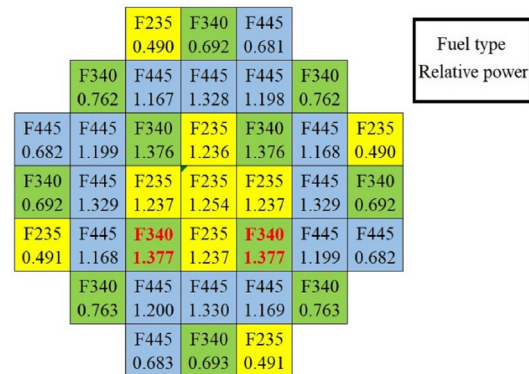 F235 F340 F445
0.490 0.692 0.681
Fuel type
Relative power
F340 F445 F445 F445 F340
0.762 1.167 1.328 1.198 0.762
F445 F445 F340 F235 F340 F445 F235
0.682 1.199 1.376 1.236 1.376 1.168 0.490
F340 F445 F235 F235 F235 F445 F340
0.692 1.329 1.237 1.254 1.237 1.329 0.692
F235 F445 F340 F235 F340 F445 F445
0.491 1.168 1.377 1.237 1.377 1.199 0.682
F340 F445 F445 F445 F340
0.763 1.200 1.330 1.169 0.763
F445 F340 F235
0.683 0.693 0.491